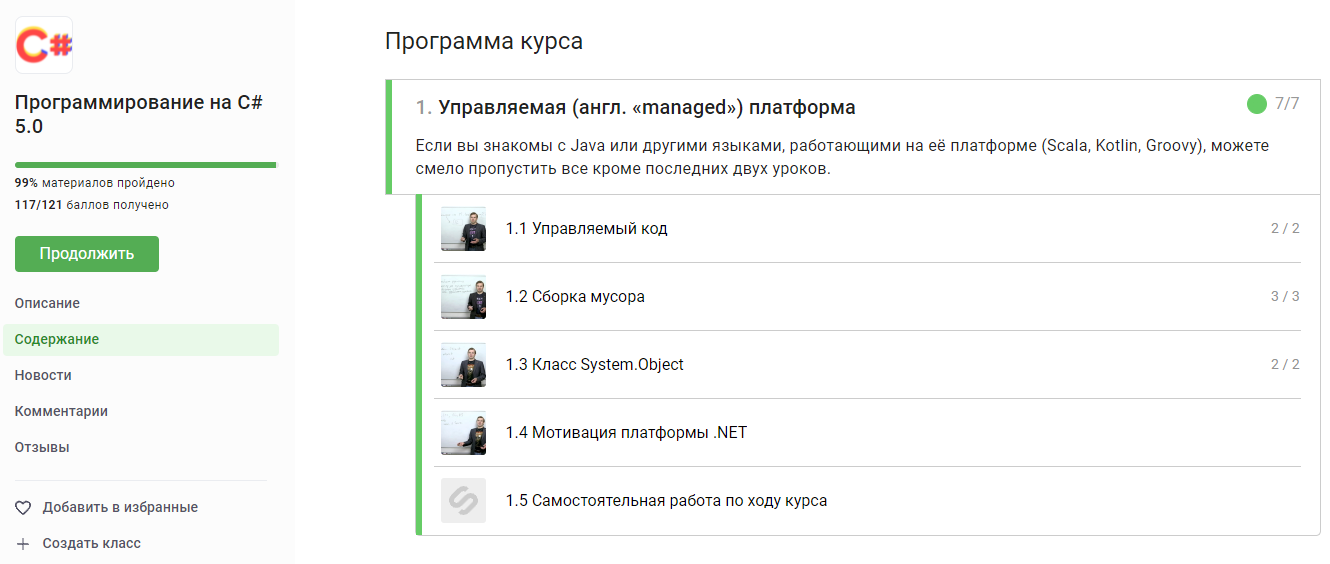 C#
Программирование на C#
5.0
99% материалов пройдено
117/121 баллов получено
Продолжить
Описание
Содержание
Новости
Комментарии
Отзывы
Добавить в избранные
Создать класс
Программа курса
1. Управляемая (англ. «managed») платформа 7/7
Если вы знакомы с Java или другими языками, работающими на её платформе (Scala, Kotlin, Groovy), можете
смело пропустить все кроме последних двух уроков.
1.1 Управляемый код 2 / 2
1.2 Сборка мусора 3 / 3
1.3 Класс System.Object 2 / 2
1.4 Мотивация платформы .NET
1.5 Самостоятельная работа по ходу курса